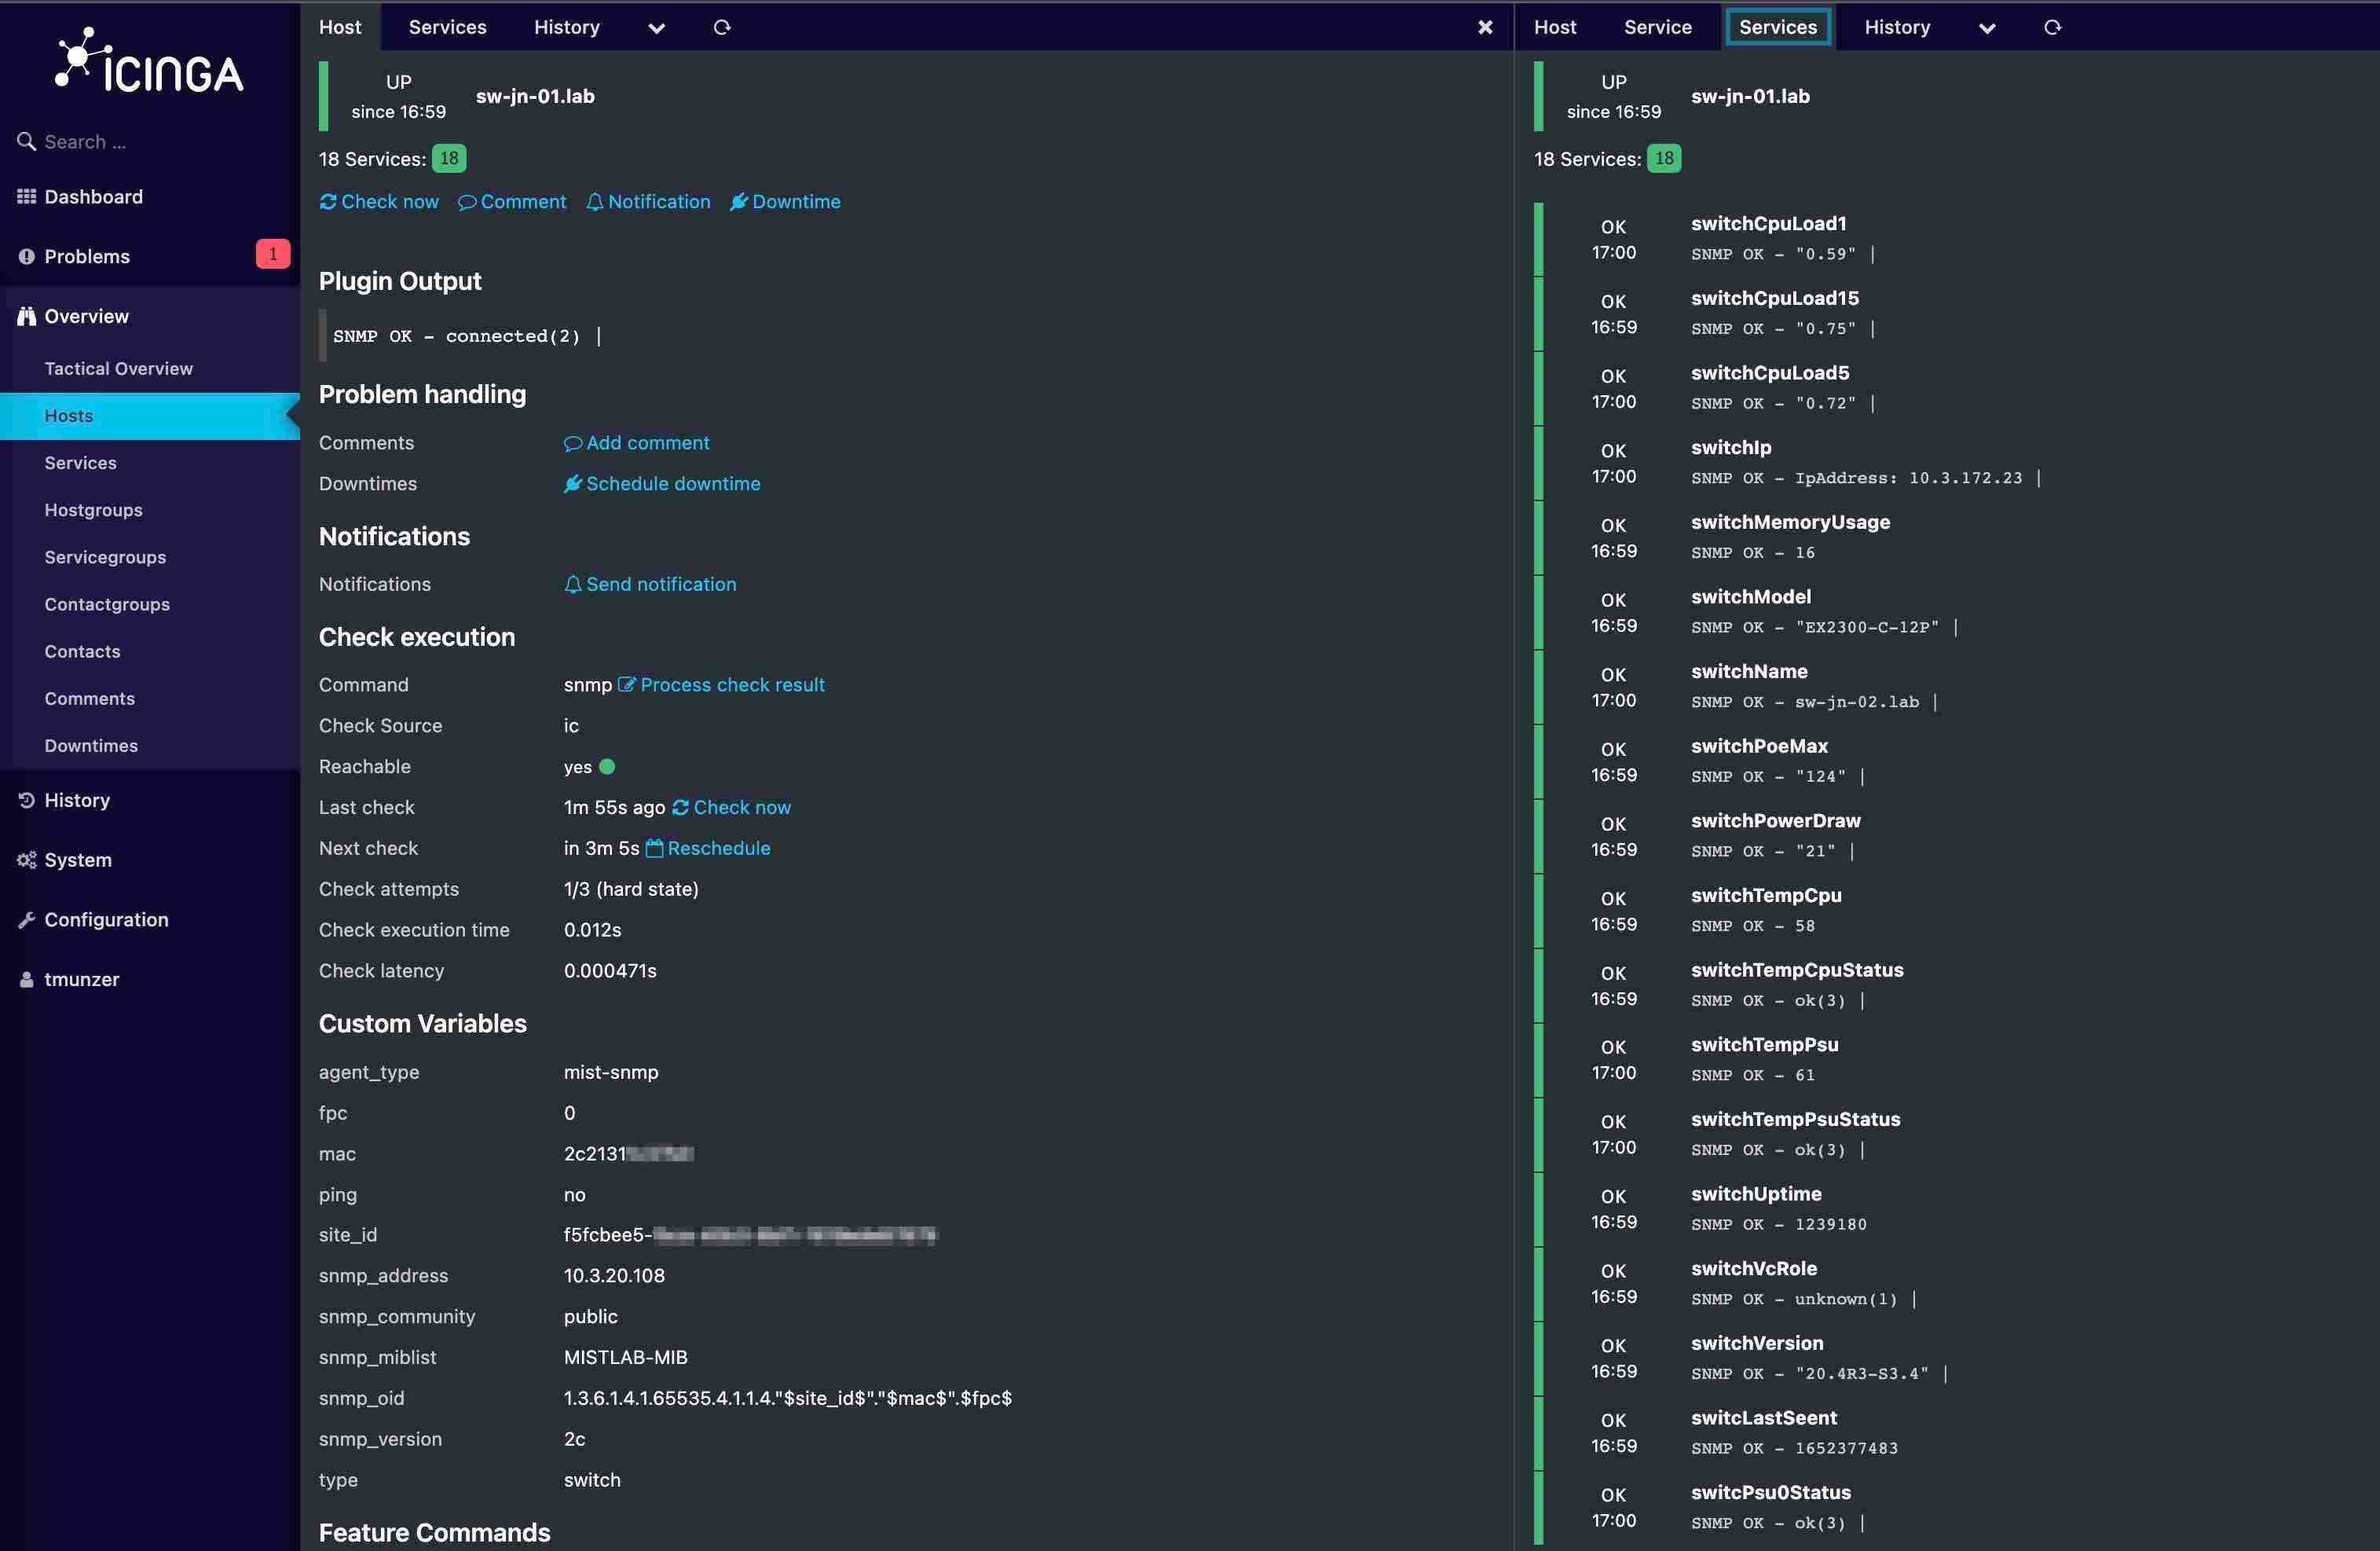 ICINGA
Search ...
Dashboard
Problems 1
Overview
Tactical Overview
Hosts
Services
Hostgroups
Servicegroups
Contactgroups
Contacts
Comments
Downtimes
History
System
Configuration
tmunzer
Host Services History
UP
since 16:59
sw-jn-01.lab
18 Services: 18
Check now Comment Notification Downtime
Plugin Output
SNMP OK - connected(2) |
Problem handling
Comments Add comment
Downtimes Schedule downtime
Notifications
Notifications Send notification
Check execution
Command snmp Process check result
Check Source ic
Reachable yes
Last check 1m 55s ago Check now
Next check in 3m 5s Reschedule
Check attempts 1/3 (hard state)
Check execution time 0.012s
Check latency 0.000471s
Custom Variables
agent_type mist-snmp
fpc 0
mac 2c2131
ping no
site_id f5fcbee5-
snmp_address 10.3.20.108
snmp_community public
snmp_miblist MISTLAB-MIB
snmp_oid 1.3.6.1.4.1.65535.4.1.1.4."$site_id$"."$mac$".$fpc$
snmp_version 2c
type switch
Feature Commands
Host Service Services History
UP
since 16:59
sw-jn-01.lab
18 Services: 18
OK switchCpuLoad1
17:00 SNMP OK - "0.59" |
OK switchCpuLoad15
16:59 SNMP OK - "0.75" |
OK switchCpuLoad5
17:00 SNMP OK - "0.72" |
OK switchIp
17:00 SNMP OK - IpAddress: 10.3.172.23 |
OK switchMemoryUsage
16:59 SNMP OK - 16
OK switchModel
16:59 SNMP OK - "EX2300-C-12P" |
OK switchName
17:00 SNMP OK - sw-jn-02.lab |
OK switchPoeMax
16:59 SNMP OK - "124" |
OK switchPowerDraw
16:59 SNMP OK - "21" |
OK switchTempCpu
16:59 SNMP OK - 58
OK switchTempCpuStatus
16:59 SNMP OK - ok(3) |
OK switchTempPsu
17:00 SNMP OK - 61
OK switchTempPsuStatus
17:00 SNMP OK - ok(3) |
OK switchUptime
16:59 SNMP OK - 1239180
OK switchVcRole
16:59 SNMP OK - unknown(1) |
OK switchVersion
16:59 SNMP OK - "20.4R3-S3.4" |
OK switcLastSeent
16:59 SNMP OK - 1652377483
OK switcPsu0Status
17:00 SNMP OK - ok(3) |